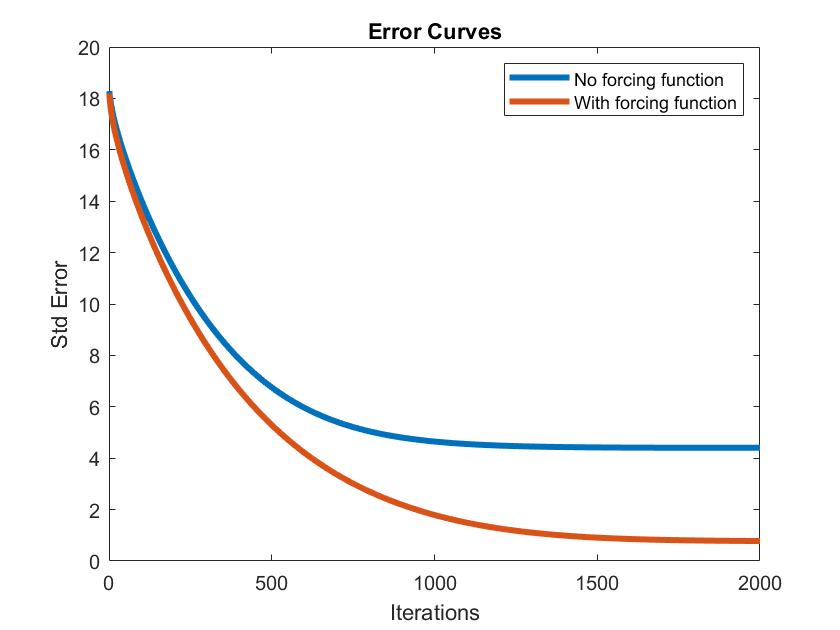 Error Curves
No forcing function
With forcing function
20
18
16
14
12
10
8
6
4
2
0
Std Error
0 500 1000 1500 2000
Iterations